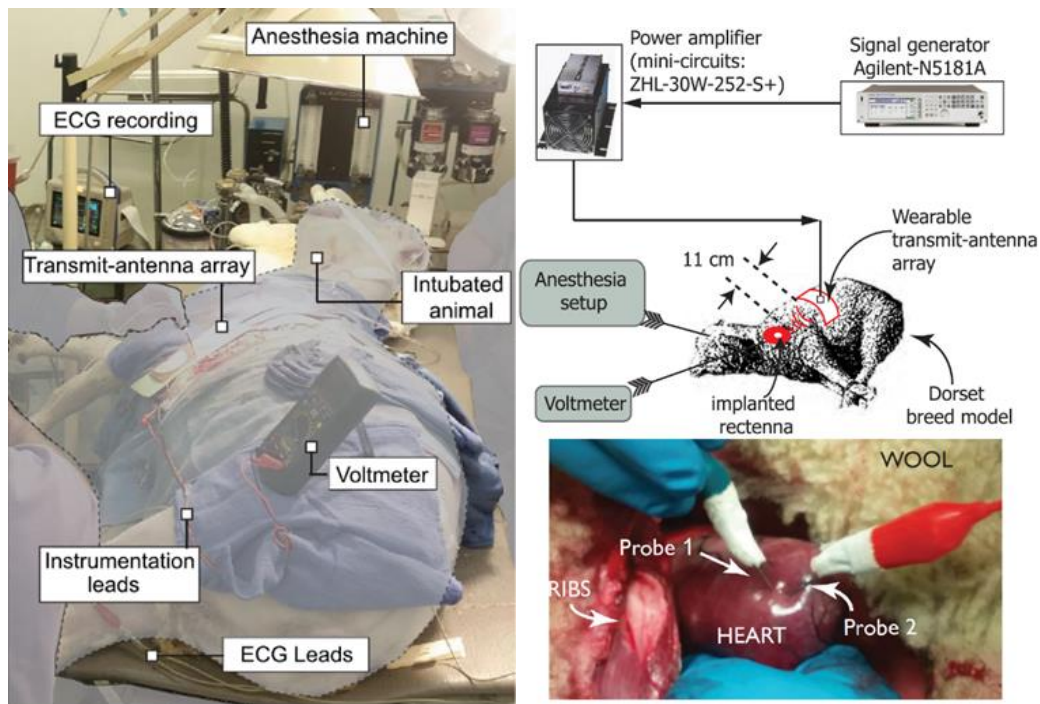 Anesthesia machine
ECG recording
Transmit-antenna array
Intubated
animal
Voltmeter
Instrumentation
leads
ECG Leads
Power amplifier
(mini-circuits:
ZHL-30W-252-S+)
Signal generator
Agilent-N5181A
Wearable
transmit-antenna
array
11 cm
Anesthesia
setup
Voltmeter
implanted
rectenna
Dorset
breed model
WOOL
Probe 1
RIBS
HEART
Probe 2